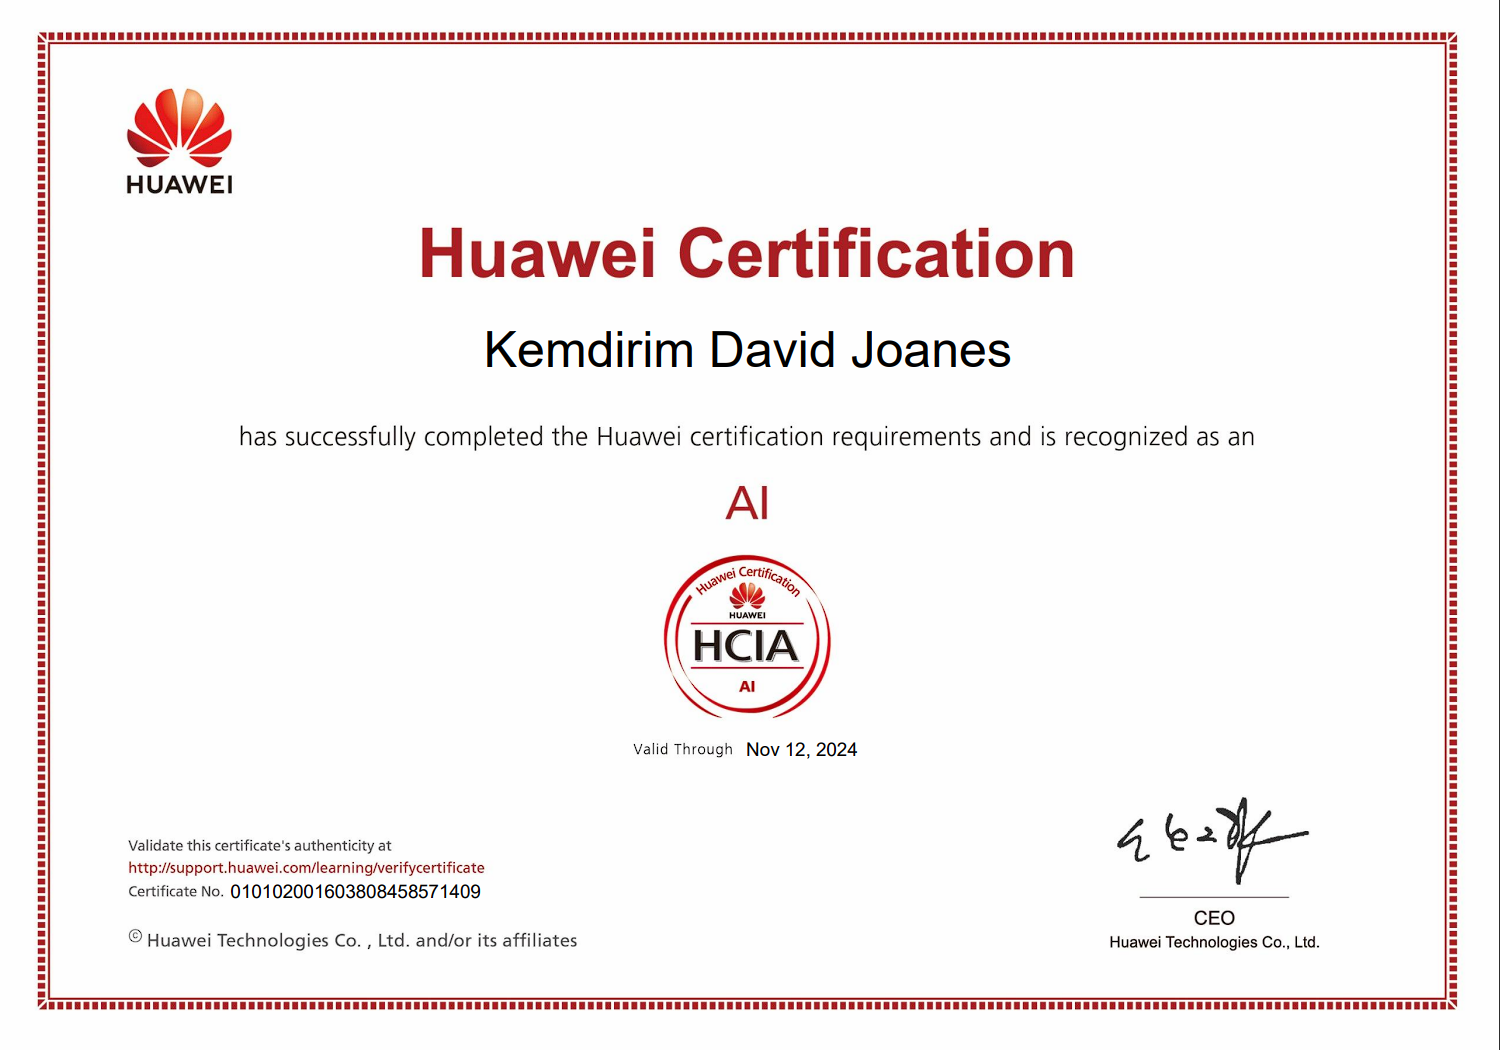 HUAWEI
Huawei Certification
Kemdirim David Joanes
has successfully completed the Huawei certification requirements and is recognized as an
AI
Huawei Certification
HUAWEI
HCIA
AI
Valid Through Nov 12, 2024
Validate this certificate's authenticity at
http://support.huawei.com/learning/verifycertificate
Certificate No. 010102001603808458571409
© Huawei Technologies Co. , Ltd. and/or its affiliates
CEO
Huawei Technologies Co., Ltd.